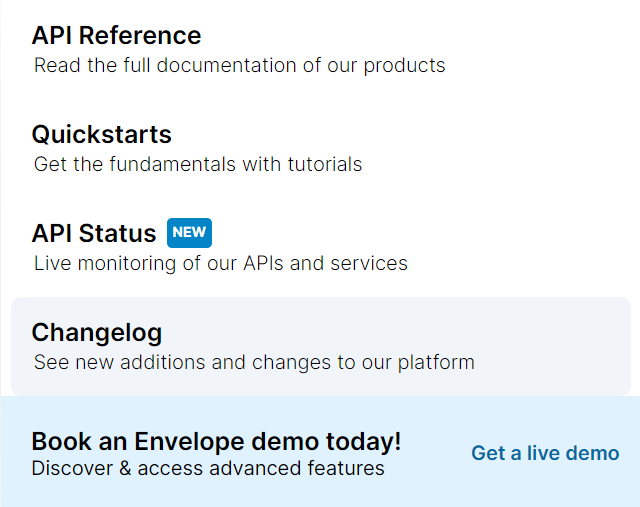 API Reference
Read the full documentation of our products
Quickstarts
Get the fundamentals with tutorials
API Status NEW
Live monitoring of our APIs and services
Changelog
See new additions and changes to our platform
Book an Envelope demo today!
Discover & access advanced features
Get a live demo